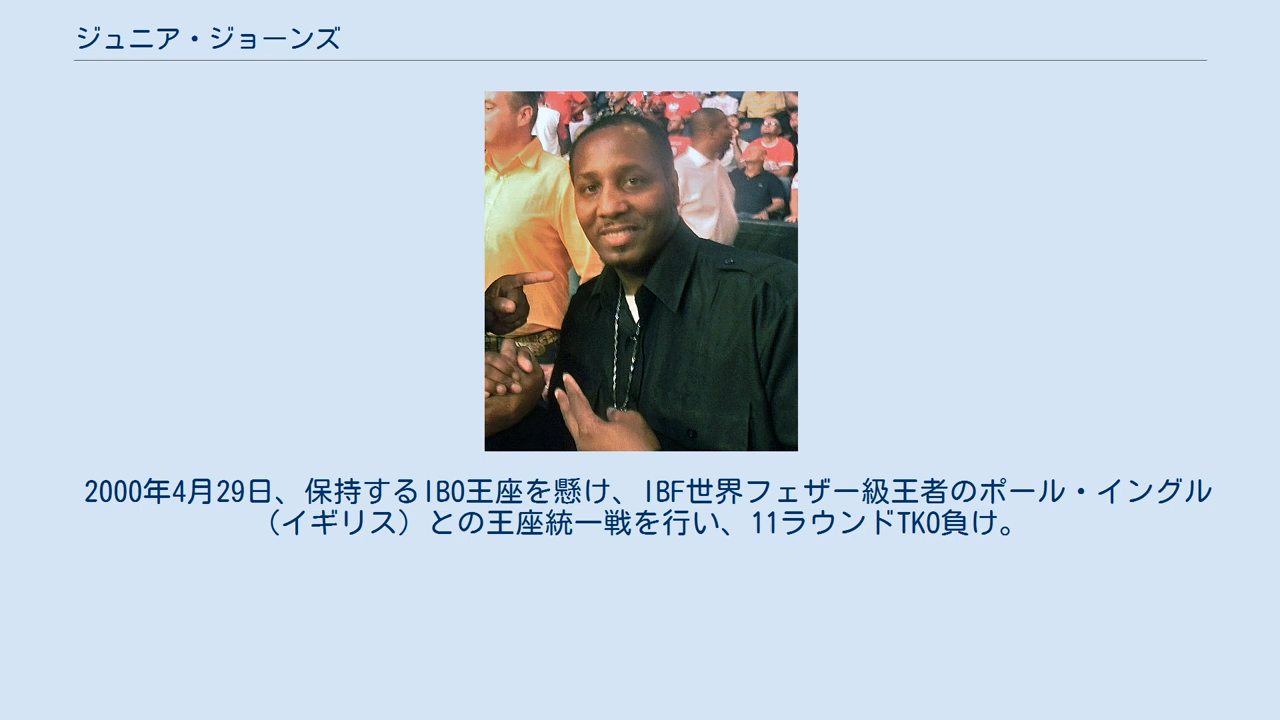 ジュニア・ジョーンズ
2000年4月29日、保持するIBO王座を懸け、IBF世界フェザー級王者のポール・イングル
（イギリス）との王座統一戦を行い、11ラウンドTKO負け。